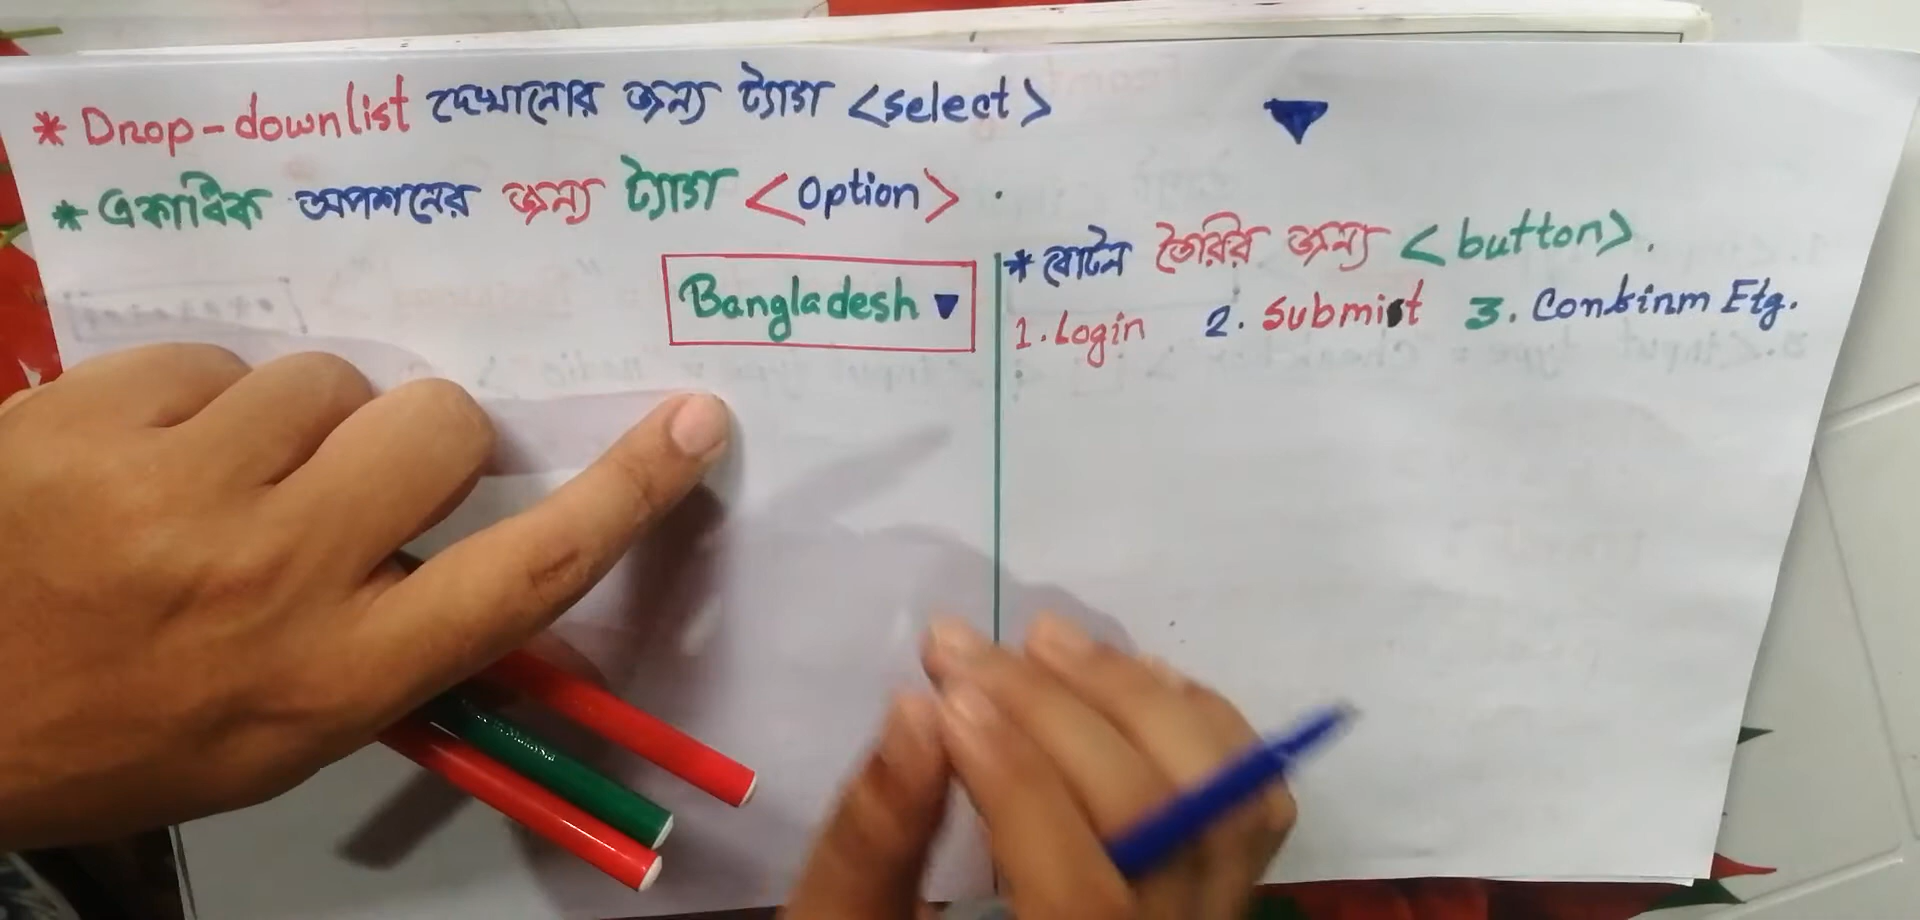 * Drop-down list দেখানোর জন্য ট্যাগ <select>
* একাধিক অপশনের জন্য ট্যাগ <option>.
Bangladesh
* বোটন তৈরির জন্য <button>.
1. Login 2. Submit 3. Confirm Etg.